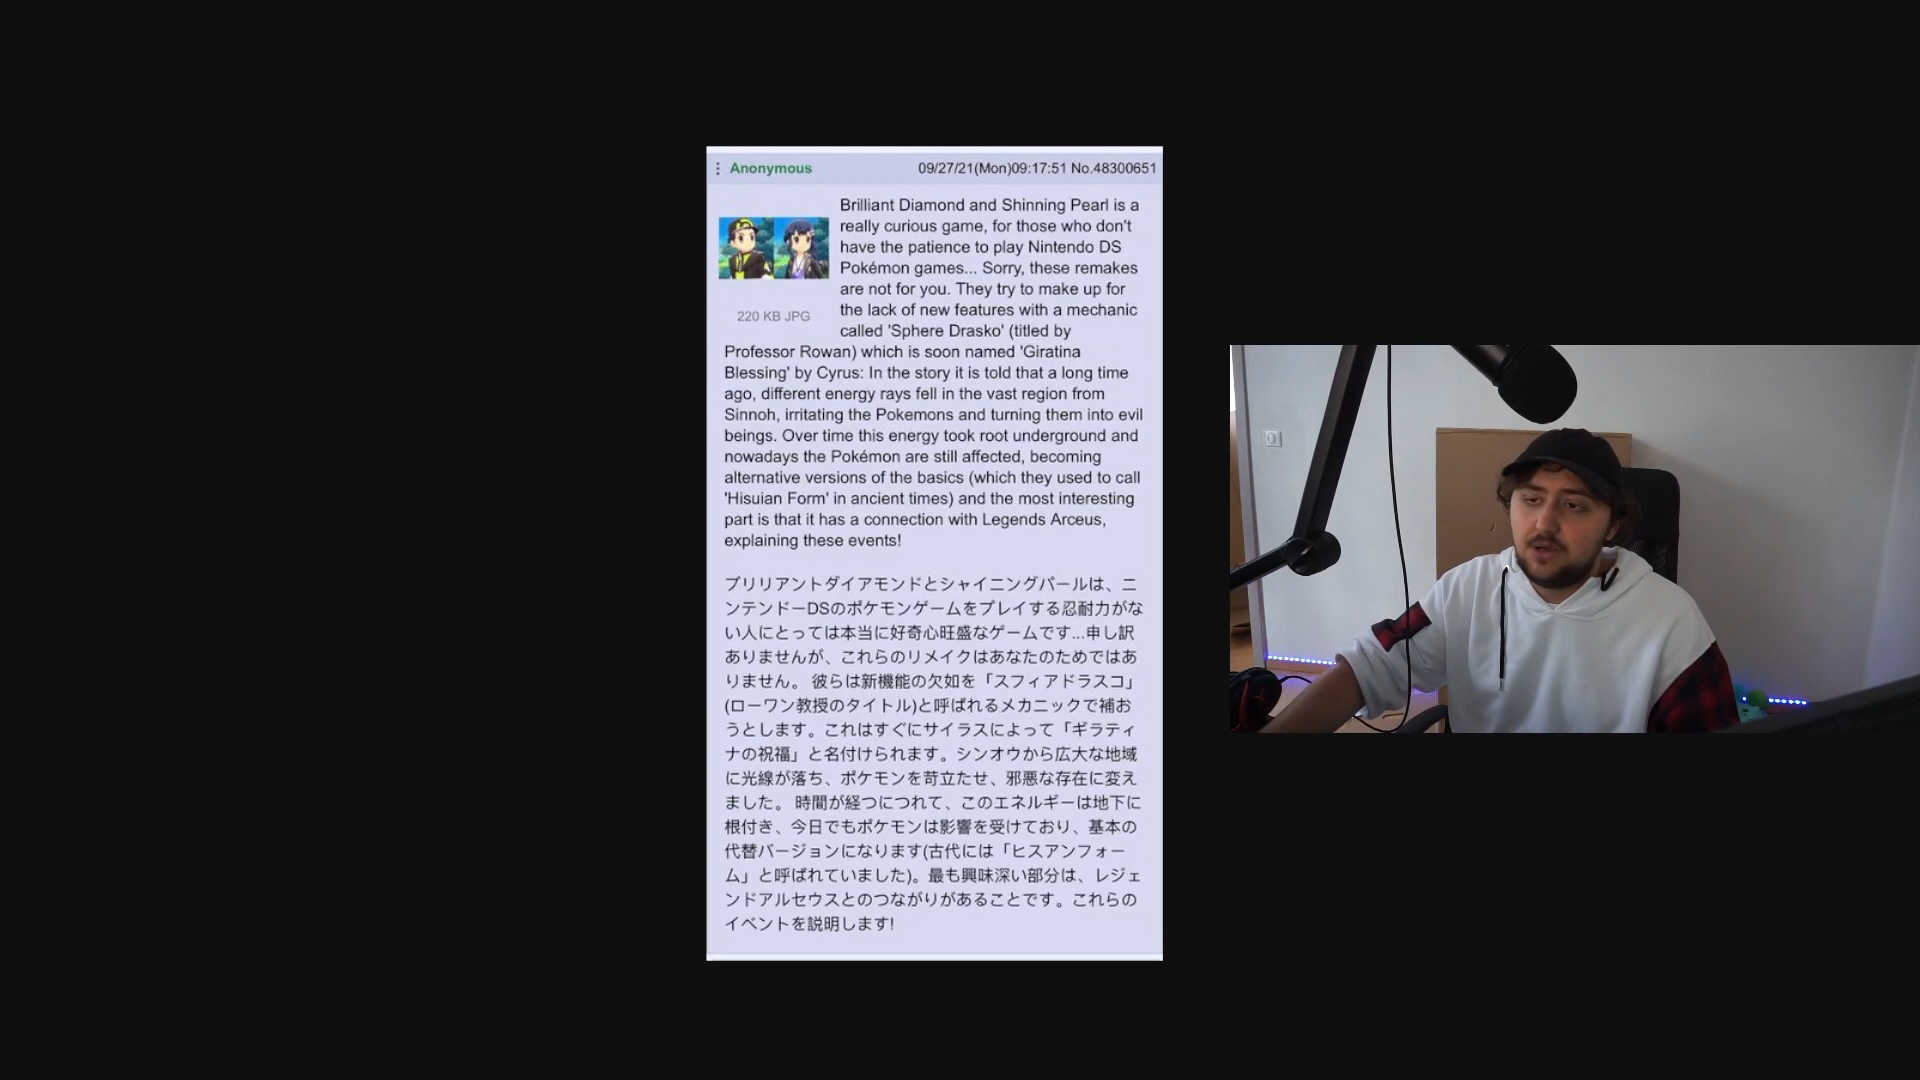 Anonymous 09/27/21(Mon)09:17:51 No.48300651
Brilliant Diamond and Shinning Pearl is a
really curious game, for those who don't
have the patience to play Nintendo DS
Pokémon games... Sorry, these remakes
are not for you. They try to make up for
the lack of new features with a mechanic
called 'Sphere Drasko' (titled by
220 KB JPG
Professor Rowan) which is soon named 'Giratina
Blessing' by Cyrus: In the story it is told that a long time
ago, different energy rays fell in the vast region from
Sinnoh, irritating the Pokemons and turning them into evil
beings. Over time this energy took root underground and
nowadays the Pokémon are still affected, becoming
alternative versions of the basics (which they used to call
'Hisuian Form' in ancient times) and the most interesting
part is that it has a connection with Legends Arceus,
explaining these events!
ブリリアントダイアモンドとシャイニングパールは、ニ
ンテンドーDSのポケモンゲームをプレイする忍耐力がな
い人にとっては本当に好奇心旺盛なゲームです...申し訳
ありませんが、これらのリメイクはあなたのためではあ
りません。 彼らは新機能の欠如を「スフィアドラスコ」
(ローワン教授のタイトル)と呼ばれるメカニックで補お
うとします。これはすぐにサイラスによって「ギラティ
ナの祝福」と名付けられます。シンオウから広大な地域
に光線が落ち、ポケモンを苛立たせ、邪悪な存在に変え
ました。 時間が経つにつれて、このエネルギーは地下に
根付き、今日でもポケモンは影響を受けており、基本の
代替バージョンになります(古代には「ヒスアンフォー
ム」と呼ばれていました)。最も興味深い部分は、レジェ
ンドアルセウスとのつながりがあることです。これらの
イベントを説明します!